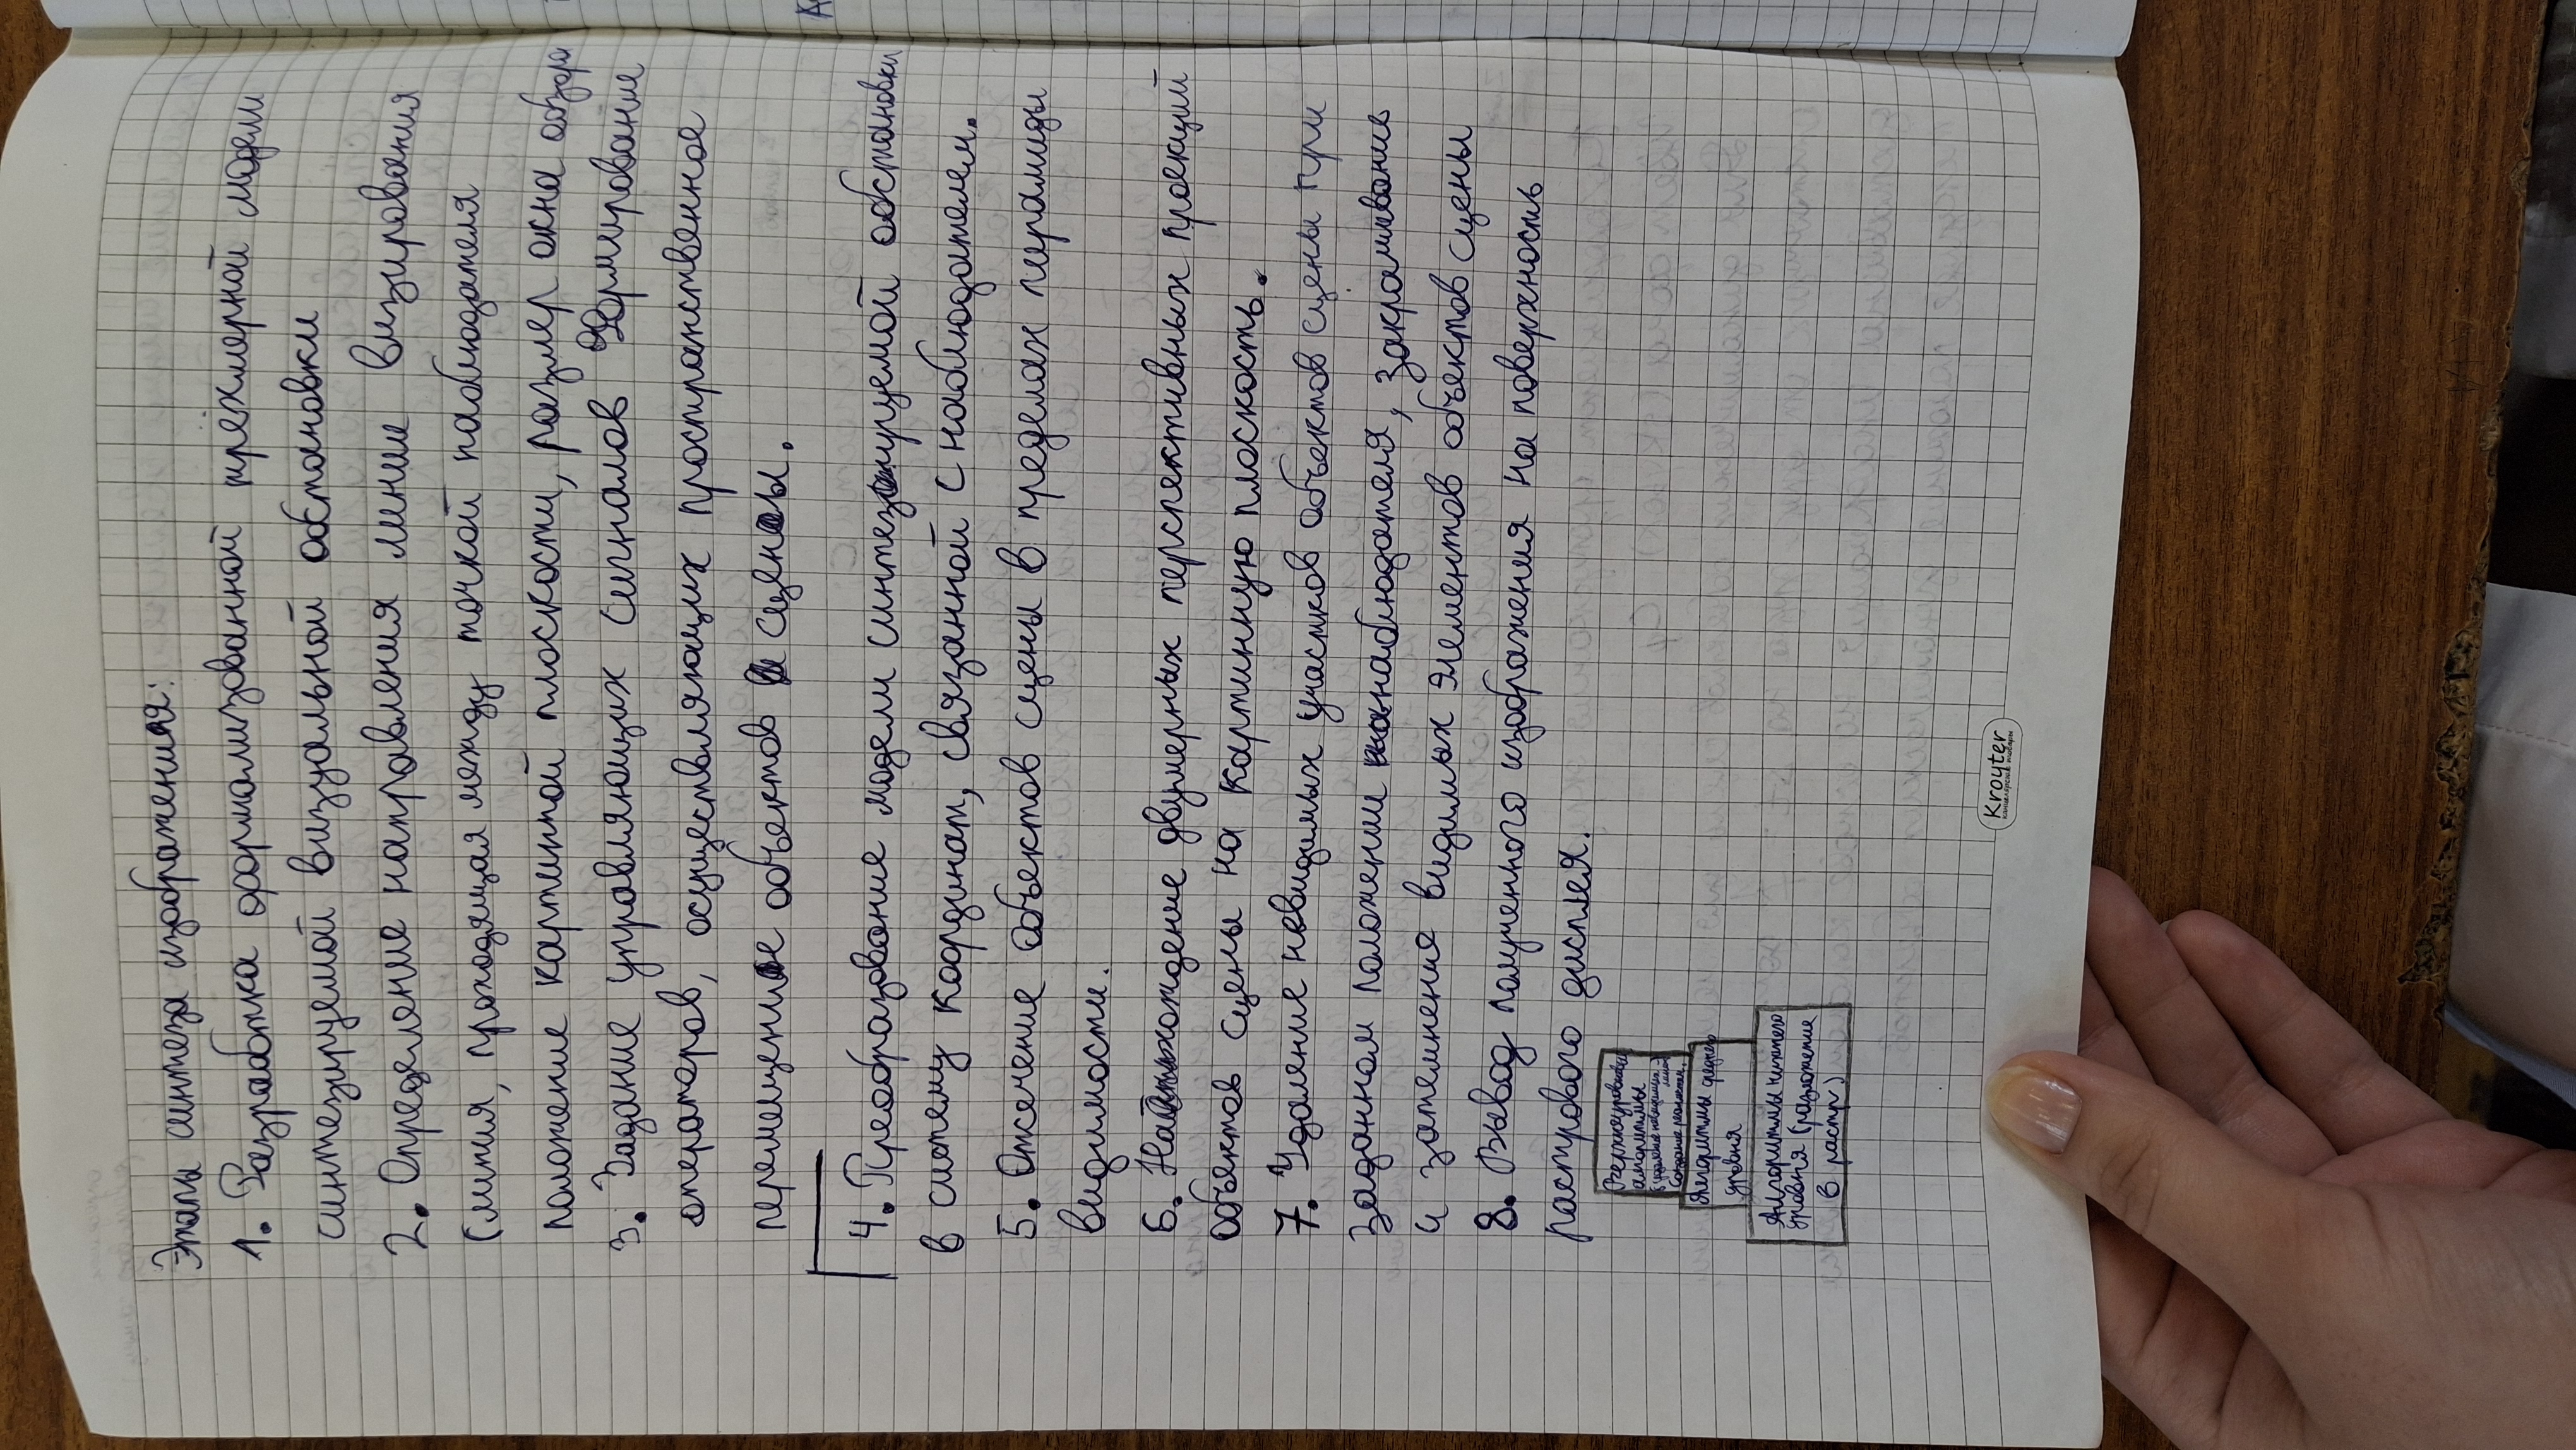 Этапы синтеза изображения:
1. Разработка формализованной трёхмерной модели
синтезируемой визуальной обстановки
2. Определение направления линии визирования
(линия, проходящая между точкой наблюдателя
положение картинной плоскости, размер окна обзора
3. Задание управляющих сигналов Формирование
операторов, осуществляющих пространственное
перемещение объектов и сцены.
4. Преобразование модели синтезируемой обстановки
в систему координат, связанной с наблюдателем.
5. Отсечение объектов сцены в пределах пирамиды
видимости.
6. Нахождение двумерных перспективных проекций
объектов сцены на картинную плоскость.
7. Удаление невидимых участков объектов сцены при
заданном положении наблюдателя, закрашивание
и затемнение видимых элементов объектов сцены
8. Вывод полученного изображения на поверхность
растрового дисплея.
Верхнеуровневые
алгоритмы
(удаление невидимых линий
Создание реалистич.
Алгоритмы среднего
уровня
Алгоритмы нижнего
уровня (разложение
в растр)
Kroyter
канцелярские товары